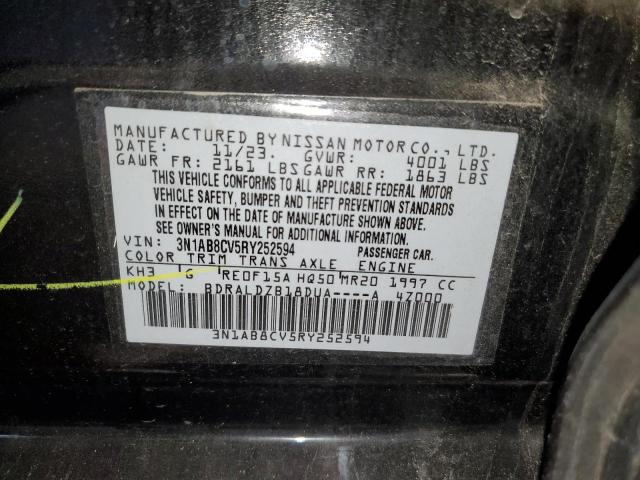 MANUFACTURED BY NISSAN MOTOR CO., LTD.
DATE: 11/23. GVWR: 4001 LBS
GAWR FR: 2161 LBS GAWR RR: 1863 LBS
THIS VEHICLE CONFORMS TO ALL APPLICABLE FEDERAL MOTOR
VEHICLE SAFETY, BUMPER AND THEFT PREVENTION STANDARDS
IN EFFECT ON THE DATE OF MANUFACTURE SHOWN ABOVE.
SEE OWNER'S MANUAL FOR ADDITIONAL INFORMATION.
VIN: 3N1AB8CV5RY252594 PASSENGER CAR.
COLOR TRIM TRANS AXLE ENGINE
KH3 G RE0F15A HQ50 MR20 1997 CC
MODEL: BDRALDZB18DUA----A 47000
3N1AB8CV5RY252594